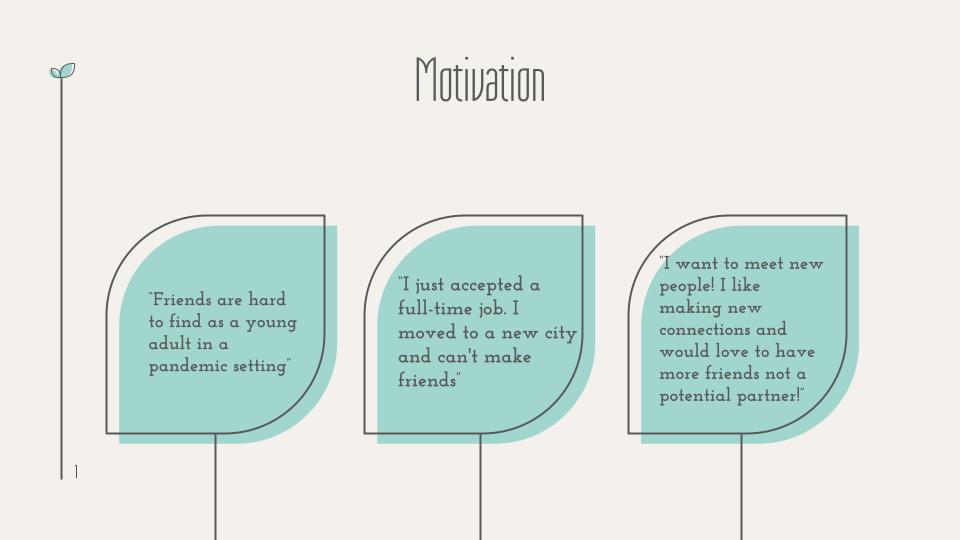 Motivation
"Friends are hard
to find as a young
adult in a
pandemic setting"
"I just accepted a
full-time job. I
moved to a new city
and can't make
friends"
"I want to meet new
people! I like
making new
connections and
would love to have
more friends not a
potential partner!"
1